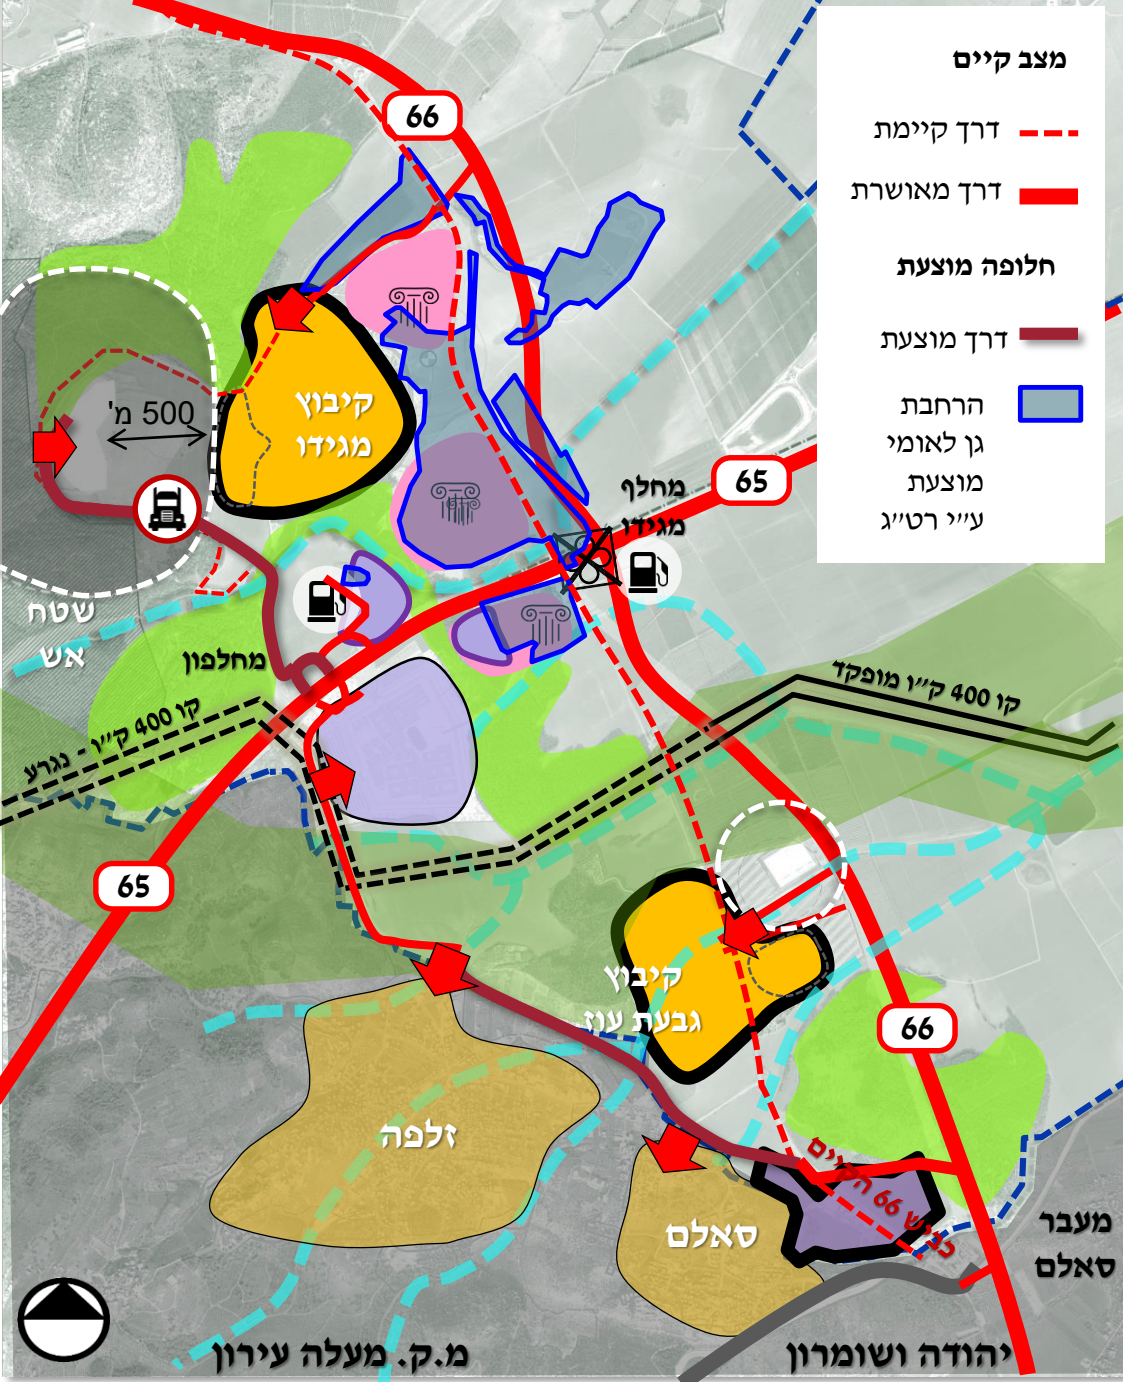 מצב קיים
דרך קיימת
דרך מאושרת
חלופה מוצעת
דרך מוצעת
הרחבת
גן לאומי
מוצעת
ע״י רט״ג
66
קיבוץ
מגידו
500 מ'
65
מחלף
מגידו
שטח
אש
מחלפון
קו 400 ק״ו מופקד
קו 400 ק״ו - נגרע
65
קיבוץ
גבעת עוז
66
זלפה
כביש 66 הקיים
סאלם
מעבר
סאלם
מ.ק. מעלה עירון
יהודה ושומרון